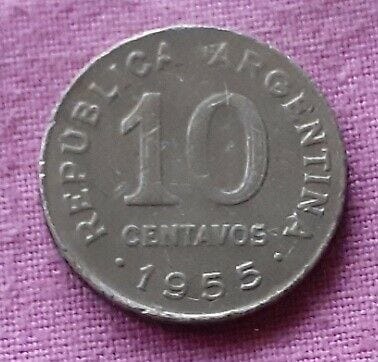 REPUBLICA ARGENTINA
10
CENTAVOS
· 1955 ·